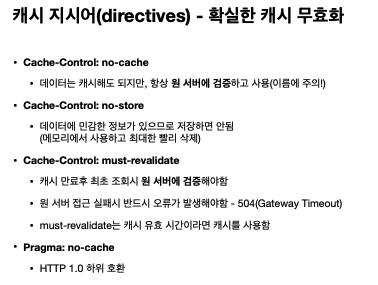 캐시 지시어(directives) - 확실한 캐시 무효화
• Cache-Control: no-cache
• 데이터는 캐시해도 되지만, 항상 원 서버에 검증하고 사용(이름에 주의!)
• Cache-Control: no-store
• 데이터에 민감한 정보가 있으므로 저장하면 안됨
(메모리에서 사용하고 최대한 빨리 삭제)
• Cache-Control: must-revalidate
• 캐시 만료후 최초 조회시 원 서버에 검증해야함
• 원 서버 접근 실패시 반드시 오류가 발생해야함 - 504(Gateway Timeout)
• must-revalidate는 캐시 유효 시간이라면 캐시를 사용함
• Pragma: no-cache
• HTTP 1.0 하위 호환